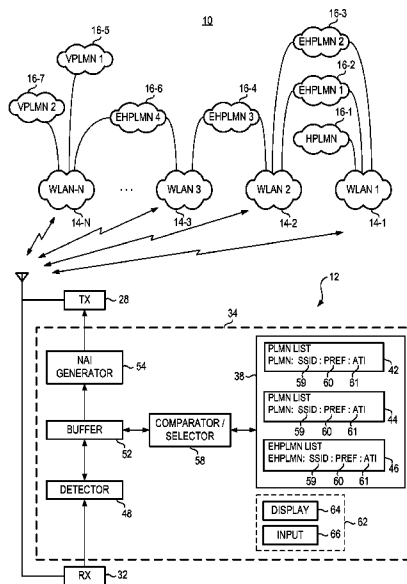 10
16-3
16-5
EHPLMN 2
VPLMN 1
16-2
16-7
16-6
16-4
EHPLMN 1
VPLMN 2
EHPLMN 4
EHPLMN 3
16-1
HPLMN
WLAN-N
...
WLAN 3
WLAN 2
WLAN 1
14-N
14-3
14-2
14-1
12
TX
28
34
NAI
GENERATOR
54
38
PLMN LIST
PLMN: SSID : PREF : ATI
42
59
60
61
BUFFER
52
COMPARATOR /
SELECTOR
58
PLMN LIST
PLMN: SSID : PREF : ATI
44
59
60
61
EHPLMN LIST
EHPLMN: SSID : PREF : ATI
46
59
60
61
DETECTOR
48
DISPLAY
64
INPUT
66
62
RX
32